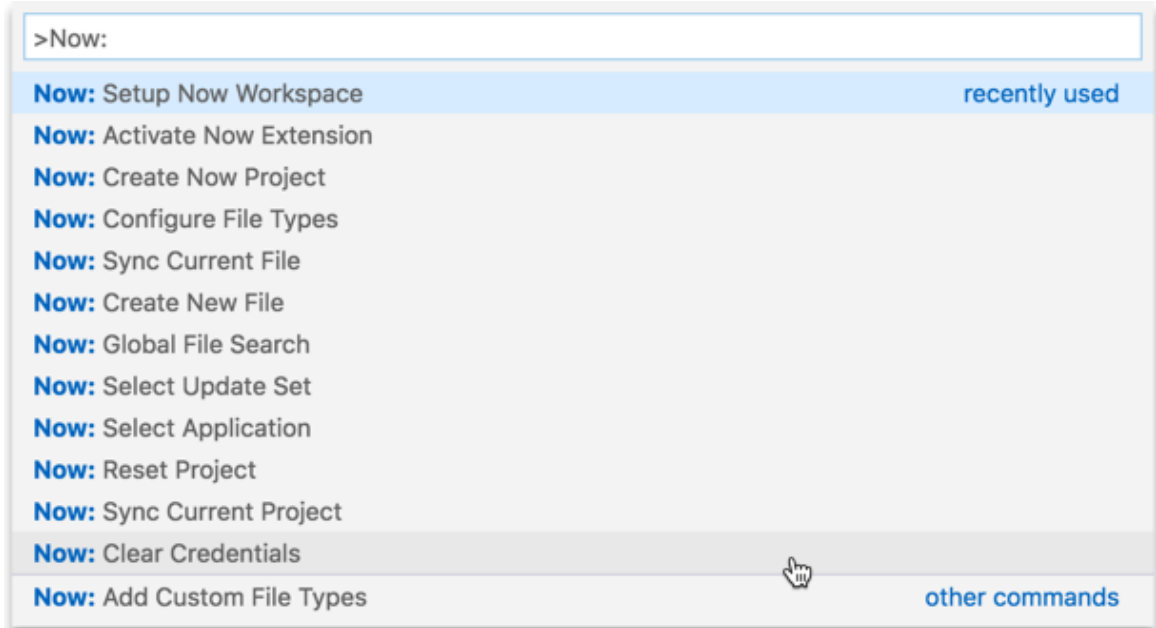 >Now:
Now: Setup Now Workspace recently used
Now: Activate Now Extension
Now: Create Now Project
Now: Configure File Types
Now: Sync Current File
Now: Create New File
Now: Global File Search
Now: Select Update Set
Now: Select Application
Now: Reset Project
Now: Sync Current Project
Now: Clear Credentials
Now: Add Custom File Types other commands